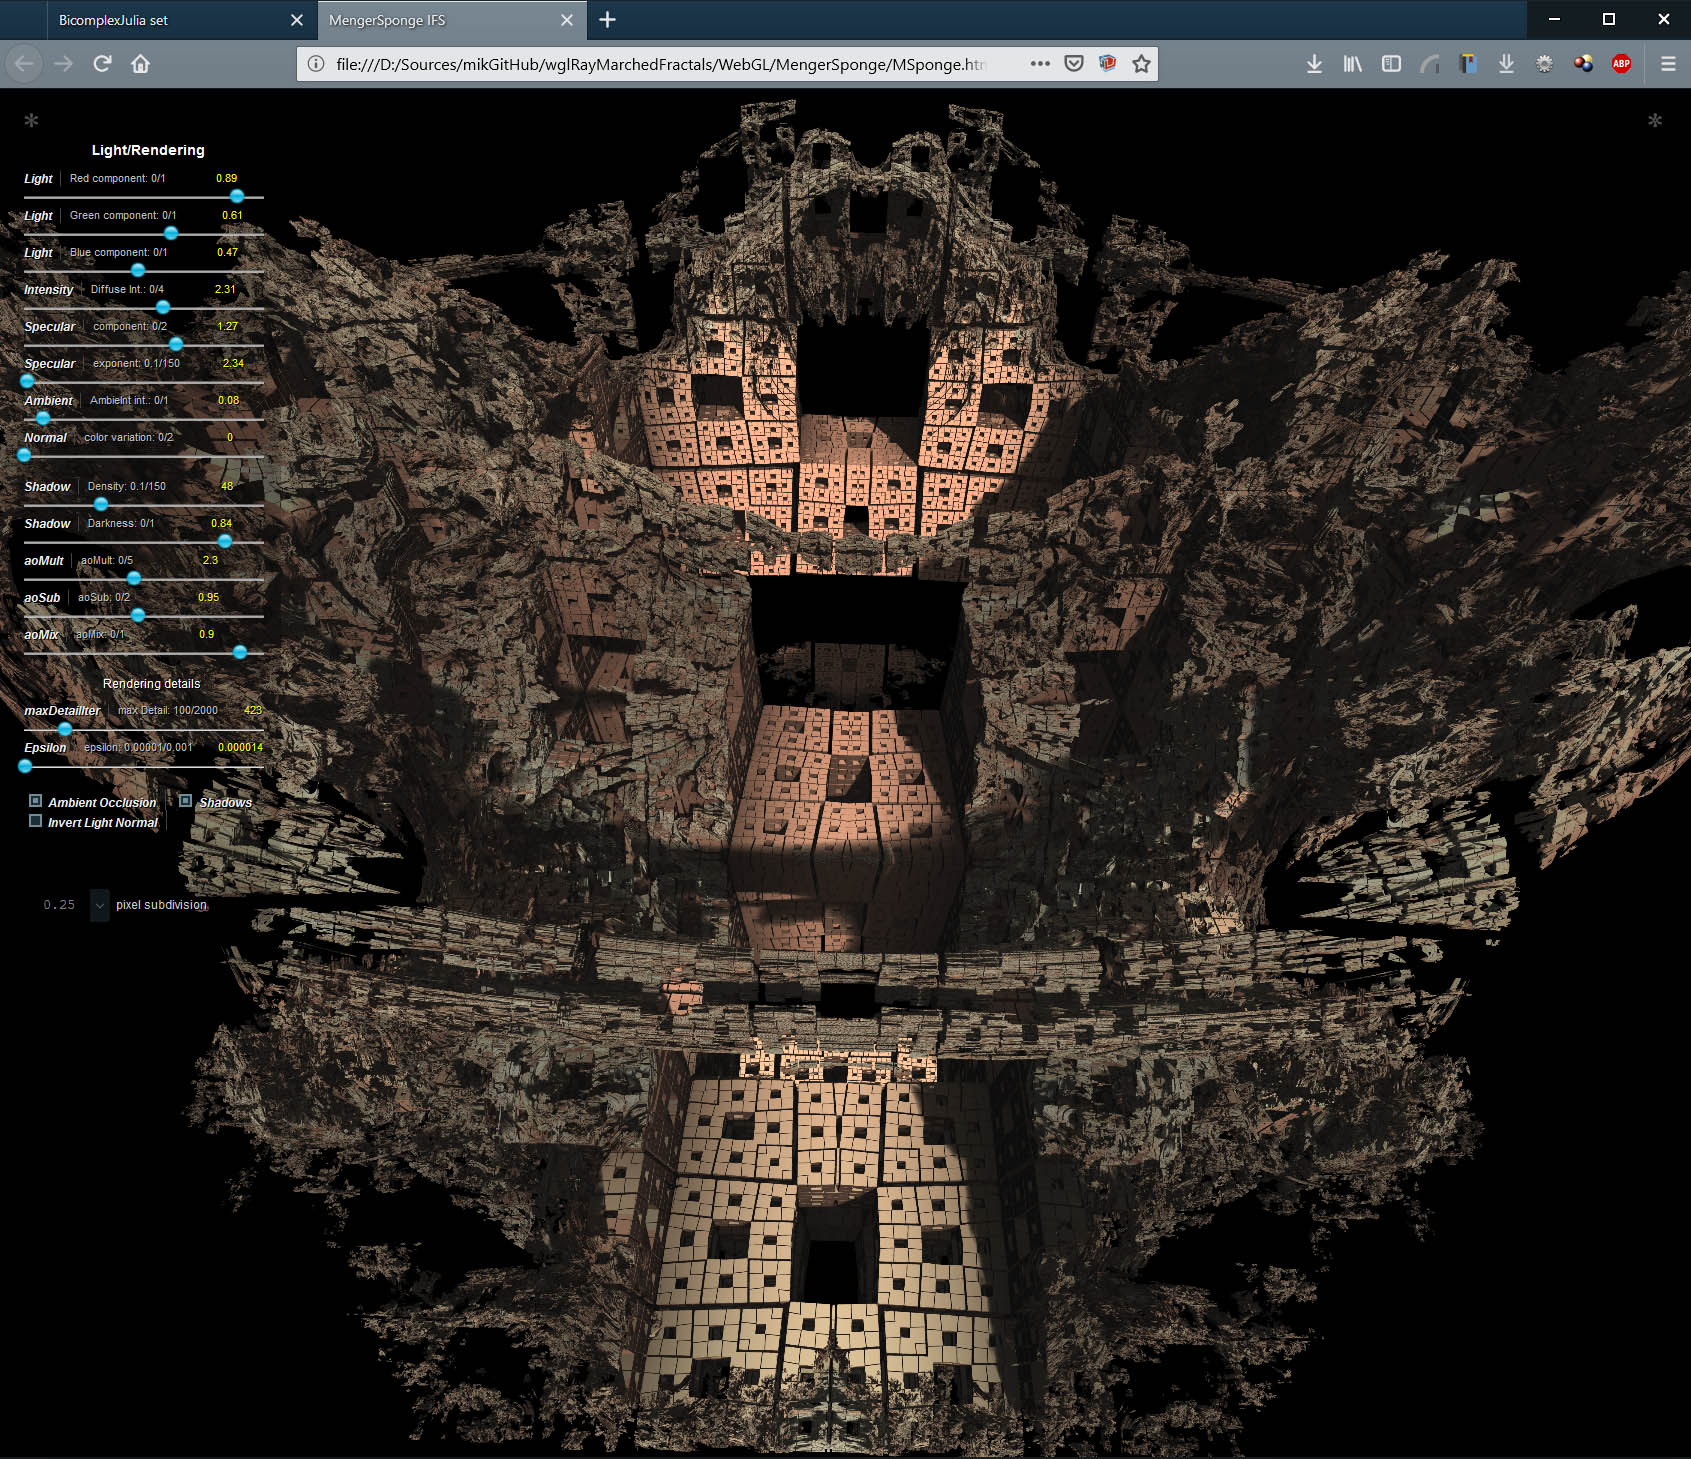 BicomplexJulia set
MengerSponge IFS
file:///D:/Sources/mikGitHub/wglRayMarchedFractals/WebGL/MengerSponge/MSponge.htm
ABP
* *
Light/Rendering
Light Red component: 0/1 0.89
Light Green component: 0/1 0.61
Light Blue component: 0/1 0.47
Intensity Diffuse Int.: 0/4 2.31
Specular component: 0/2 1.27
Specular exponent: 0.1/150 2.34
Ambient Ambieint int.: 0/1 0.08
Normal color variation: 0/2 0
Shadow Density: 0.1/150 48
Shadow Darkness: 0/1 0.84
aoMult aoMult: 0/5 2.3
aoSub aoSub: 0/2 0.95
aoMix aoMix: 0/1 0.9
Rendering details
maxDetailIter max Detail: 100/2000 423
Epsilon epsilon: 0.00001/0.001 0.000014
Ambient Occlusion Shadows
Invert Light Normal
0.25 pixel subdivision